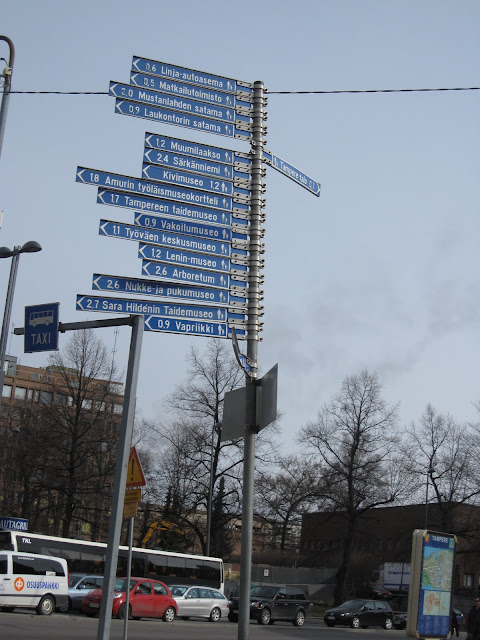 0.6 Linja-autoasema
0.5 Matkailutoimisto
2.0 Mustanlahden satama
0.9 Laukontorin satama
1.2 Muumilaakso
2.4 Särkänniemi
Kivimuseo 1.2
1.8 Amurin työläismuseokortteli
1.7 Tampereen taidemuseo
0.9 Vakoilumuseo
1.1 Työväen keskusmuseo
1.2 Lenin-museo
2.6 Arboretum
2.6 Nukke-ja pukumuseo
2.7 Sara Hildénin Taidemuseo
0.9 Vapriikki
Tampere-talo
TAXI
AUTAGRI
TRL
OSUUSPANKKI
TAMPERE